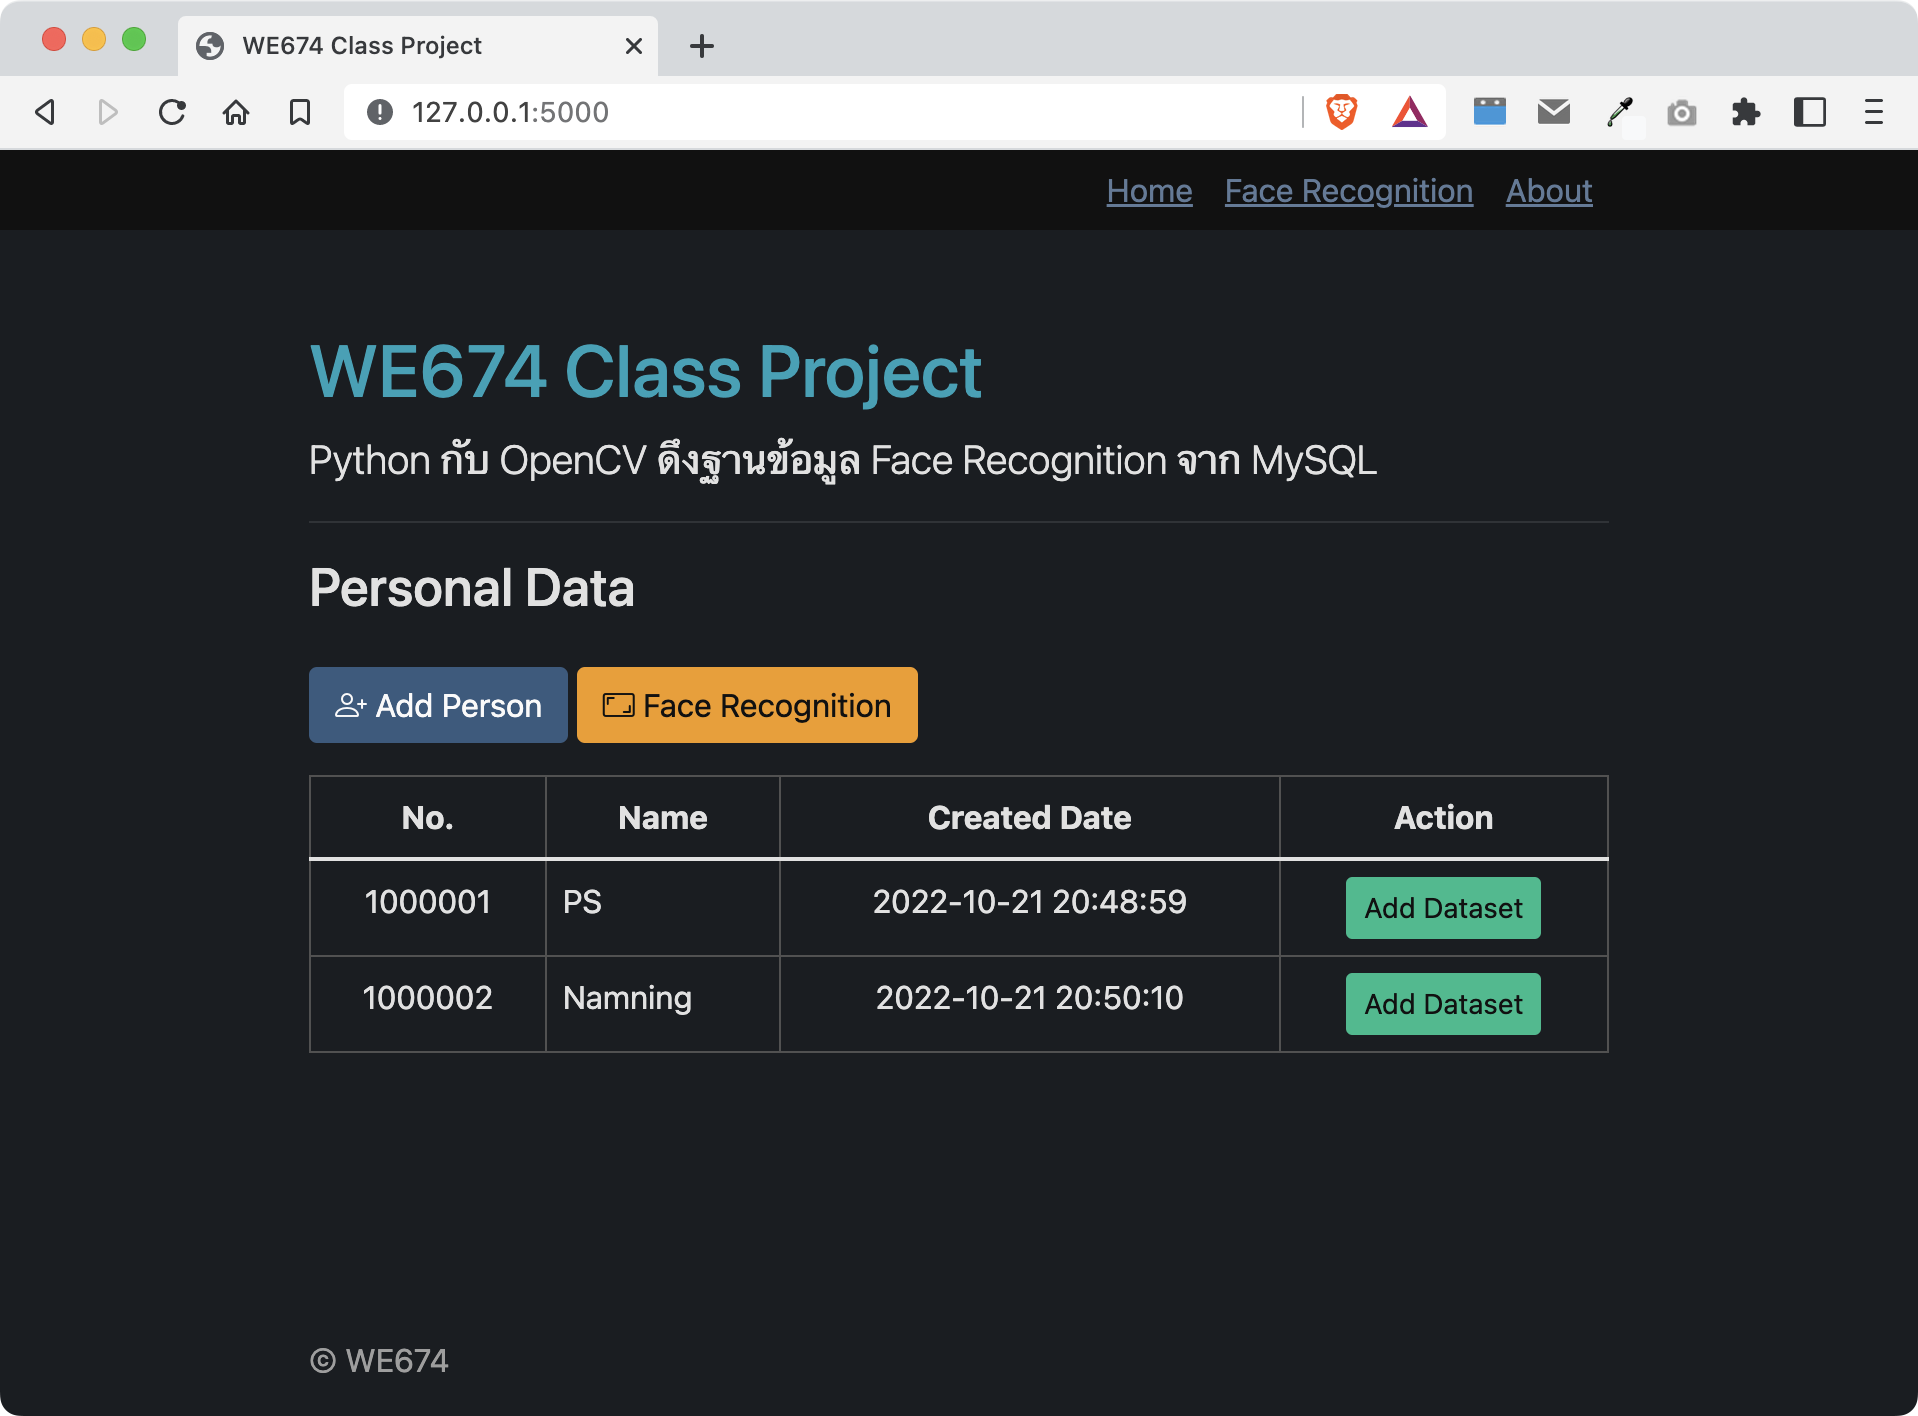 WE674 Class Project
127.0.0.1:5000
Home Face Recognition About
WE674 Class Project
Python กับ OpenCV ดึงฐานข้อมูล Face Recognition จาก MySQL
Personal Data
Add Person Face Recognition
No. Name Created Date Action
1000001 PS 2022-10-21 20:48:59 Add Dataset
1000002 Namning 2022-10-21 20:50:10 Add Dataset
© WE674